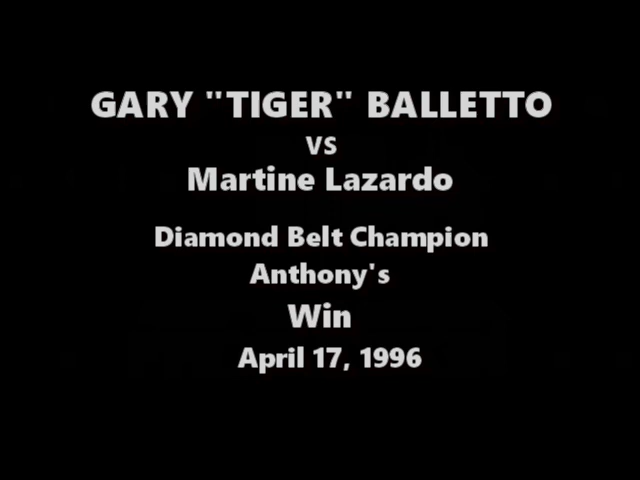 GARY "TIGER" BALLETTO
VS
Martine Lazardo
Diamond Belt Champion
Anthony's
Win
April 17, 1996